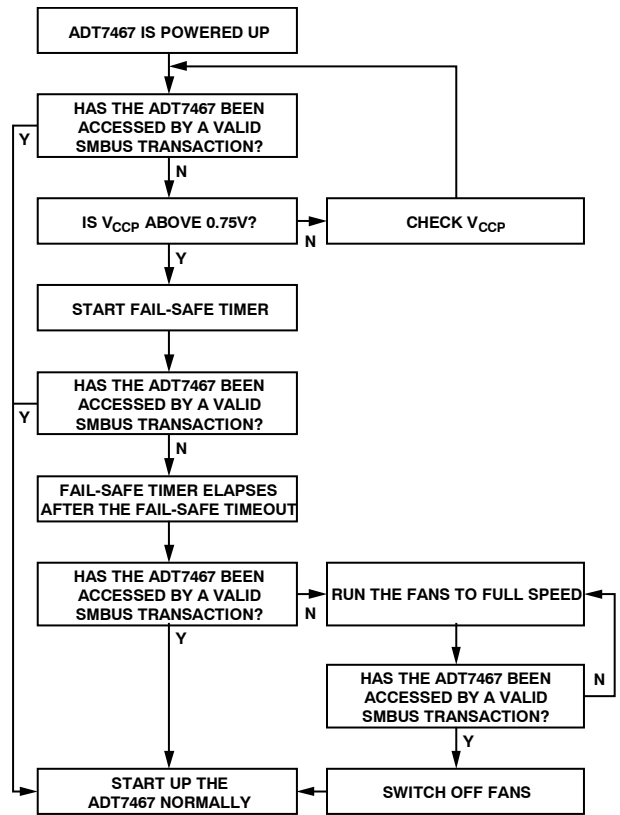 ADT7467 IS POWERED UP
HAS THE ADT7467 BEEN
ACCESSED BY A VALID
SMBUS TRANSACTION?
Y
N
IS VCCP ABOVE 0.75V?
N
CHECK VCCP
Y
START FAIL-SAFE TIMER
HAS THE ADT7467 BEEN
ACCESSED BY A VALID
SMBUS TRANSACTION?
Y
N
FAIL-SAFE TIMER ELAPSES
AFTER THE FAIL-SAFE TIMEOUT
HAS THE ADT7467 BEEN
ACCESSED BY A VALID
SMBUS TRANSACTION?
N
RUN THE FANS TO FULL SPEED
Y
HAS THE ADT7467 BEEN
ACCESSED BY A VALID
SMBUS TRANSACTION?
N
Y
START UP THE
ADT7467 NORMALLY
SWITCH OFF FANS